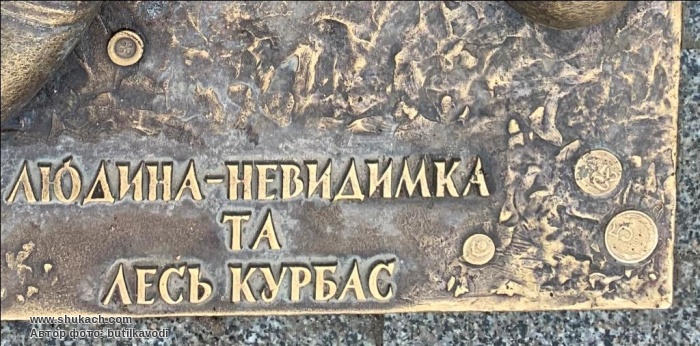 ЛЮДИНА-НЕВИДИМКА
ТА
ЛЕСЬ КУРБАС
www.shukach.com
Автор фото: butilkavodi